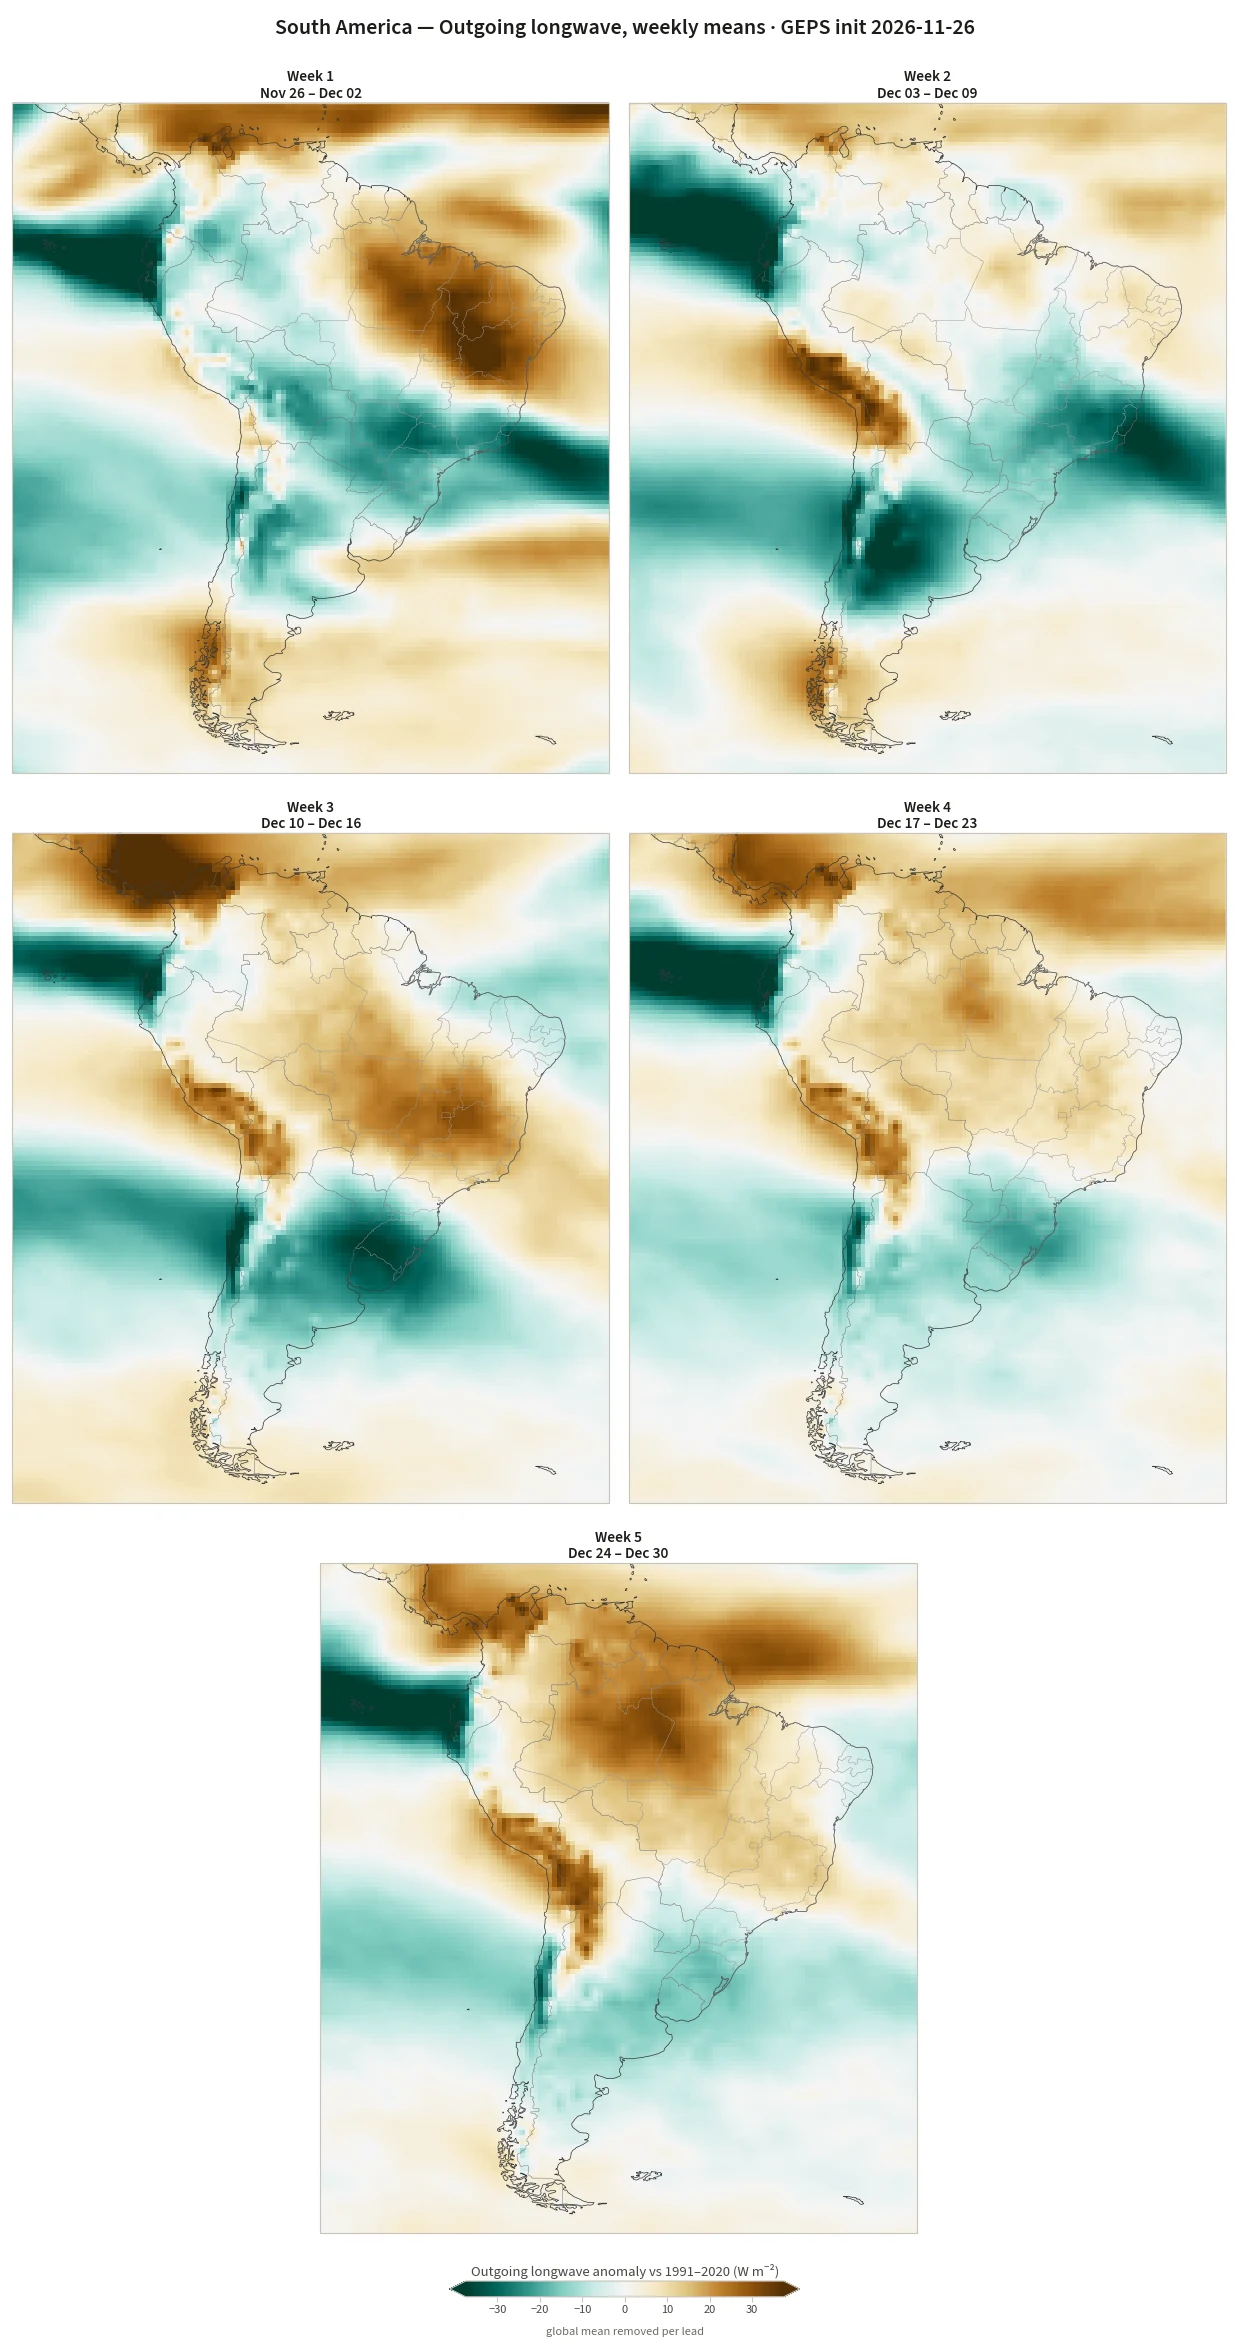 South America — Outgoing longwave, weekly means · GEPS init 2026-11-26
Week 1
Nov 26 – Dec 02
Week 2
Dec 03 – Dec 09
Week 3
Dec 10 – Dec 16
Week 4
Dec 17 – Dec 23
Week 5
Dec 24 – Dec 30
Outgoing longwave anomaly vs 1991–2020 (W m⁻²)
−30 −20 −10 0 10 20 30
global mean removed per lead